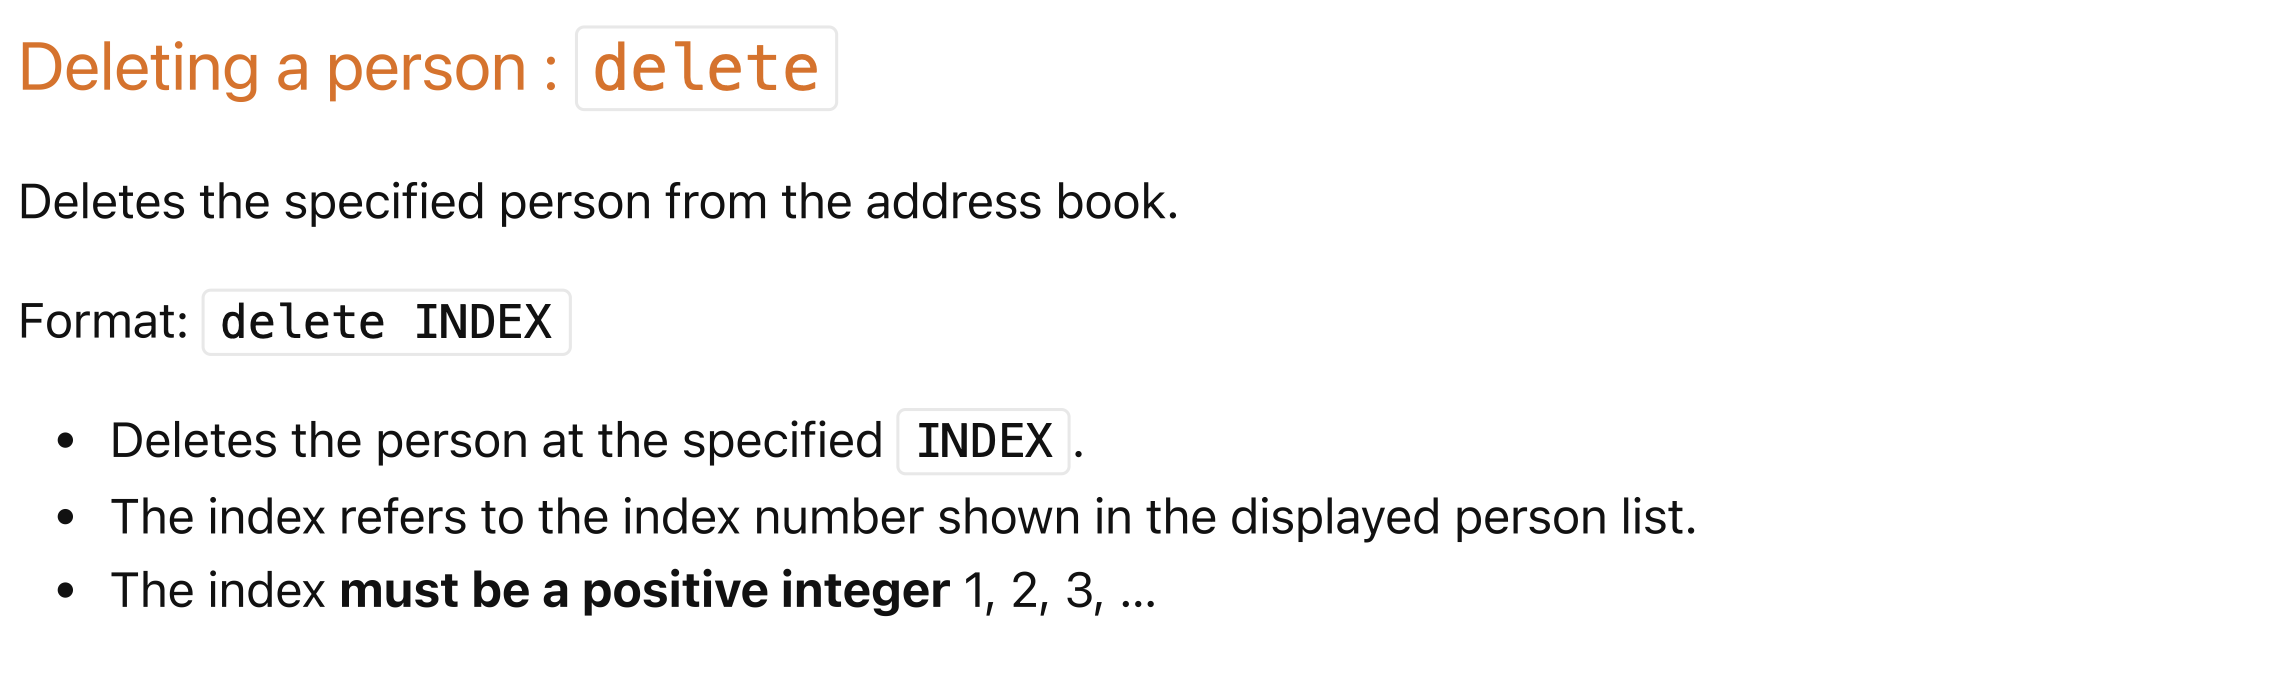 Deleting a person : delete
Deletes the specified person from the address book.
Format: delete INDEX
• Deletes the person at the specified INDEX.
• The index refers to the index number shown in the displayed person list.
• The index must be a positive integer 1, 2, 3, …